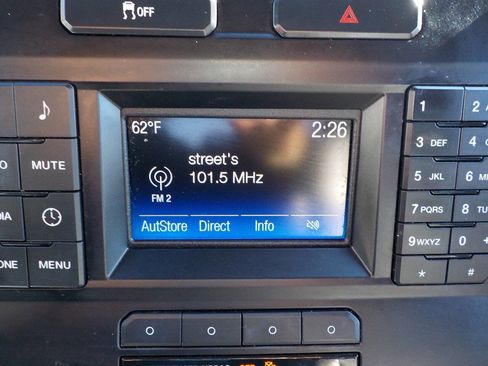 OFF
62°F 2:26
street's
101.5 MHz
FM 2
AutStore Direct Info
MUTE
MENU
1
2
3 DEF
4
5 JKL
6
7 PQRS
8
9 WXYZ
0 +
*
#